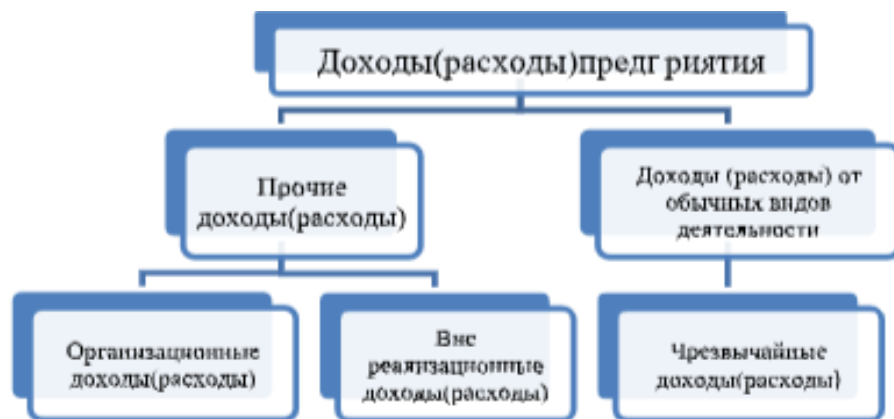 Доходы(расходы)предг риятия
Прочие
доходы(расходы)
Доходы (расходы) от
обычных видов
деятельности
Организационные
доходы(расходы)
Вне
реализационные
доходы(расходы)
Чрезвычайные
доходы(расходы)